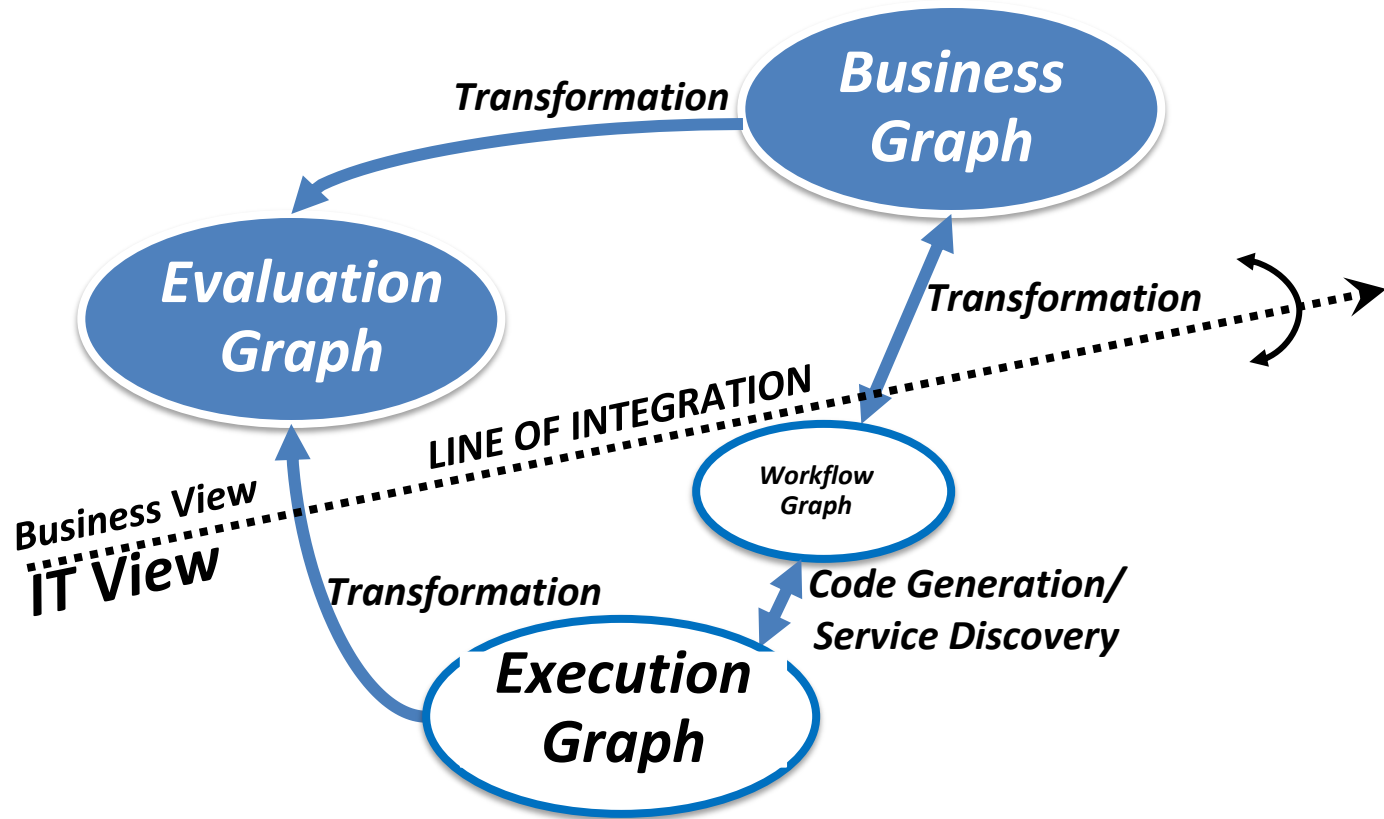 Business
Graph
Transformation
Evaluation
Graph
Transformation
LINE OF INTEGRATION
Workflow
Graph
Business View
IT View
Transformation
Code Generation/
Service Discovery
Execution
Graph